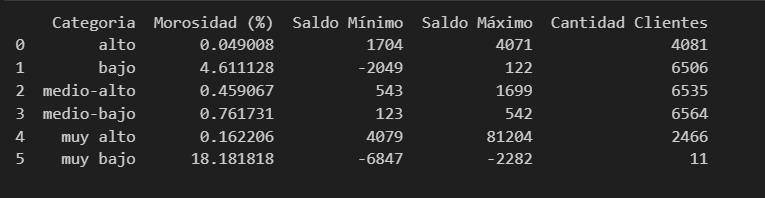 Categoria Morosidad (%) Saldo Mínimo Saldo Máximo Cantidad Clientes
0 alto 0.049008 1704 4071 4081
1 bajo 4.611128 -2049 122 6506
2 medio-alto 0.459067 543 1699 6535
3 medio-bajo 0.761731 123 542 6564
4 muy alto 0.162206 4079 81204 2466
5 muy bajo 18.181818 -6847 -2282 11